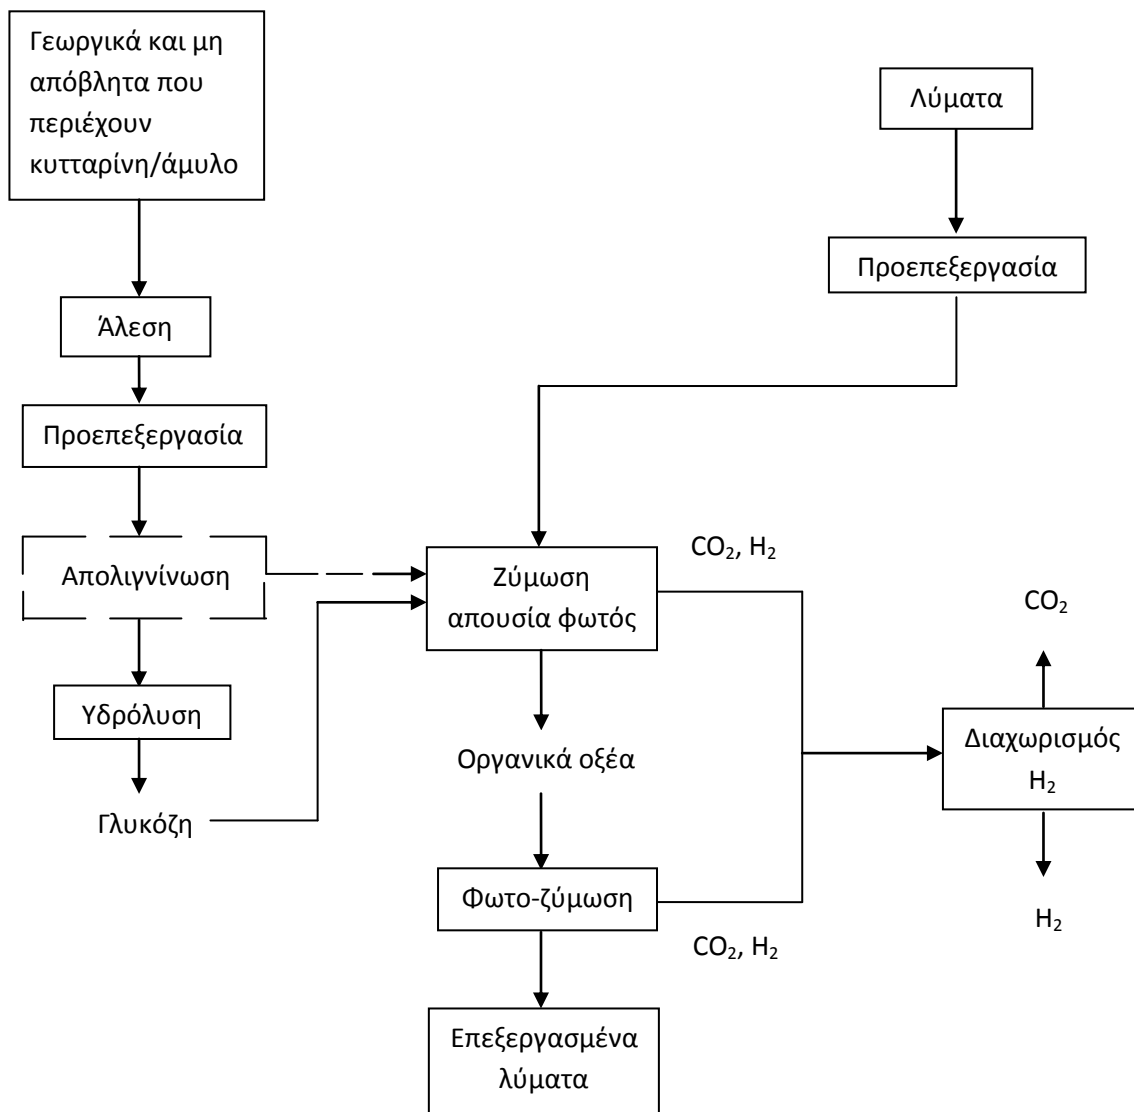 Γεωργικά και μη
απόβλητα που
περιέχουν
κυτταρίνη/άμυλο
Λύματα
Προεπεξεργασία
Άλεση
Προεπεξεργασία
Απολιγνίνωση
Υδρόλυση
Γλυκόζη
Ζύμωση
απουσία φωτός
CO₂, H₂
Οργανικά οξέα
Φωτο-ζύμωση
CO₂, H₂
Επεξεργασμένα
λύματα
CO₂
Διαχωρισμός
H₂
H₂